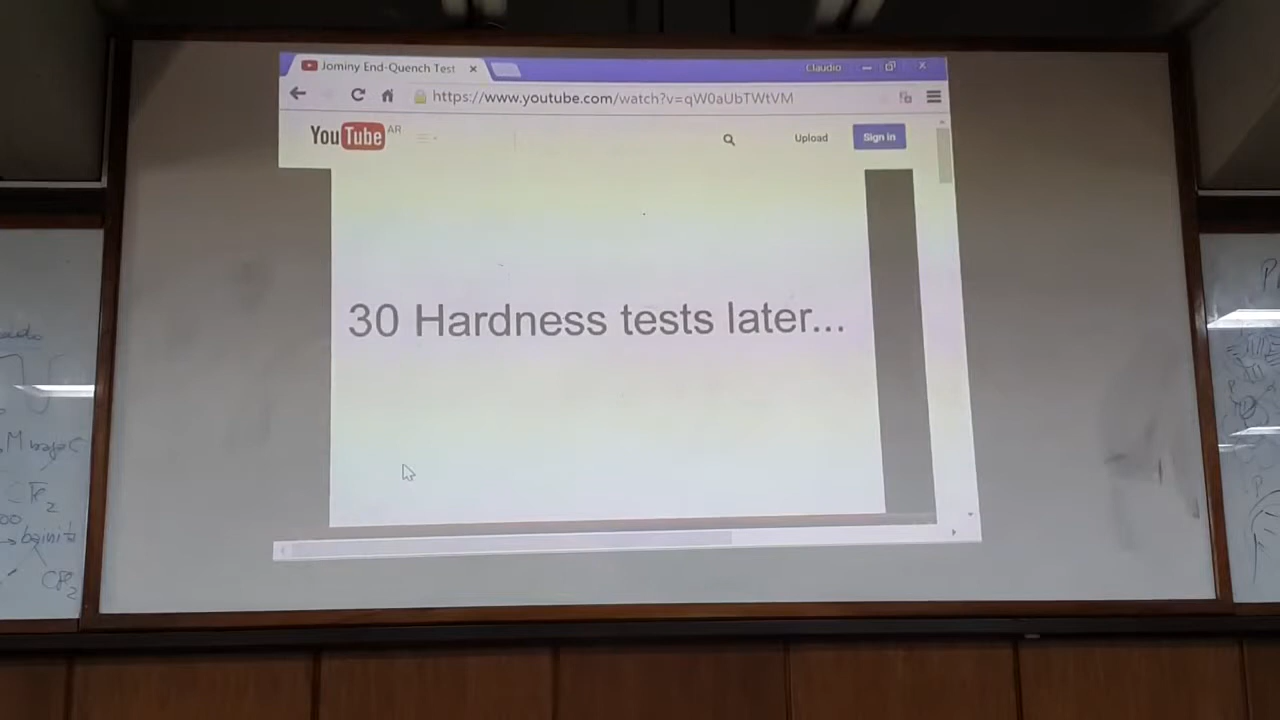 Jominy End-Quench Test
Claudio
https://www.youtube.com/watch?v=qW0aUbTWtVM
YouTube AR
Upload
Sign in
30 Hardness tests later...
bainita